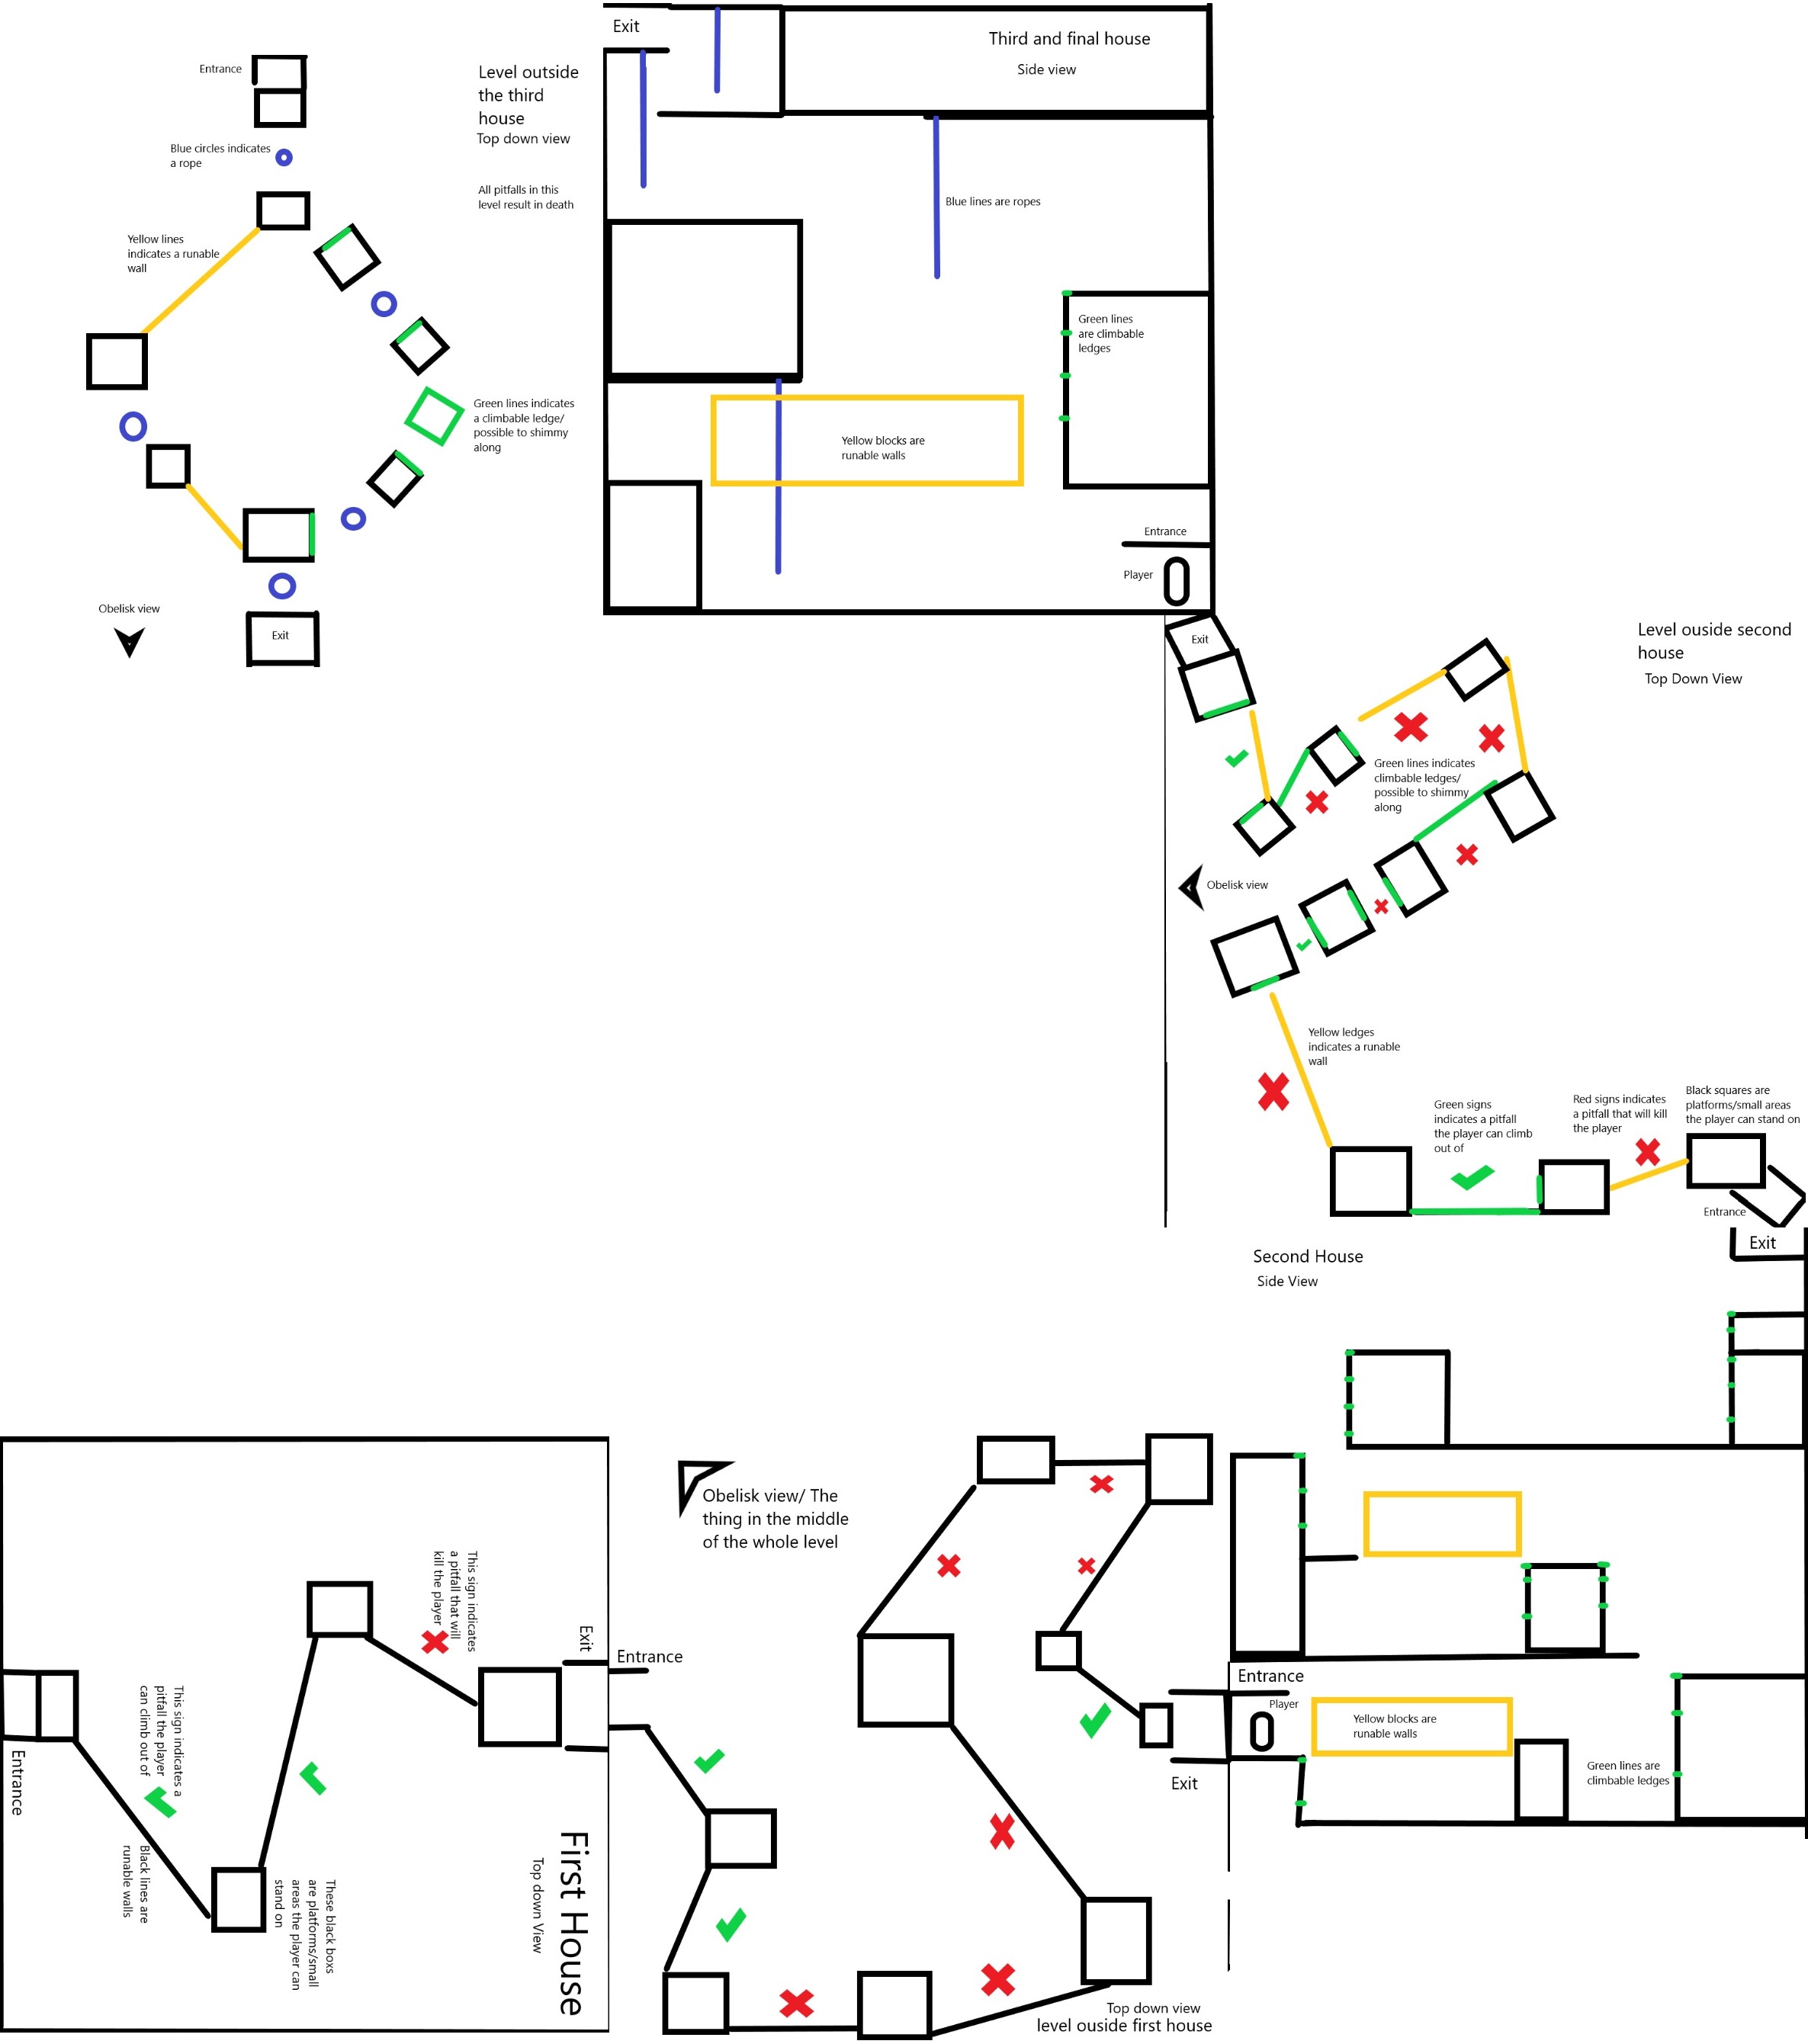 Exit
Third and final house
Side view
Entrance
Level outside
the third
house
Top down view
Blue circles indicates
a rope
All pitfalls in this
level result in death
Blue lines are ropes
Yellow lines
indicates a runable
wall
Green lines
are climbable
ledges
Green lines indicates
a climbable ledge/
possible to shimmy
along
Yellow blocks are
runable walls
Entrance
Player
Obelisk view
Exit
Exit
Level ouside second
house
Top Down View
Green lines indicates
climbable ledges/
possible to shimmy
along
Obelisk view
Yellow ledges
indicates a runable
wall
Green signs
indicates a pitfall
the player can climb
out of
Red signs indicates
a pitfall that will kill
the player
Black squares are
platforms/small areas
the player can stand on
Entrance
Second House
Side View
Exit
Obelisk view/ The
thing in the middle
of the whole level
This sign indicates
a pitfall that will
kill the player
Exit
Entrance
Entrance
Player
Yellow blocks are
runable walls
Green lines are
climbable ledges
Exit
This sign indicates a
pitfall the player
can climb out of
Entrance
Black lines are
runable walls
These black boxs
are platforms/small
areas the player can
stand on
First House
Top down View
Top down view
level ouside first house